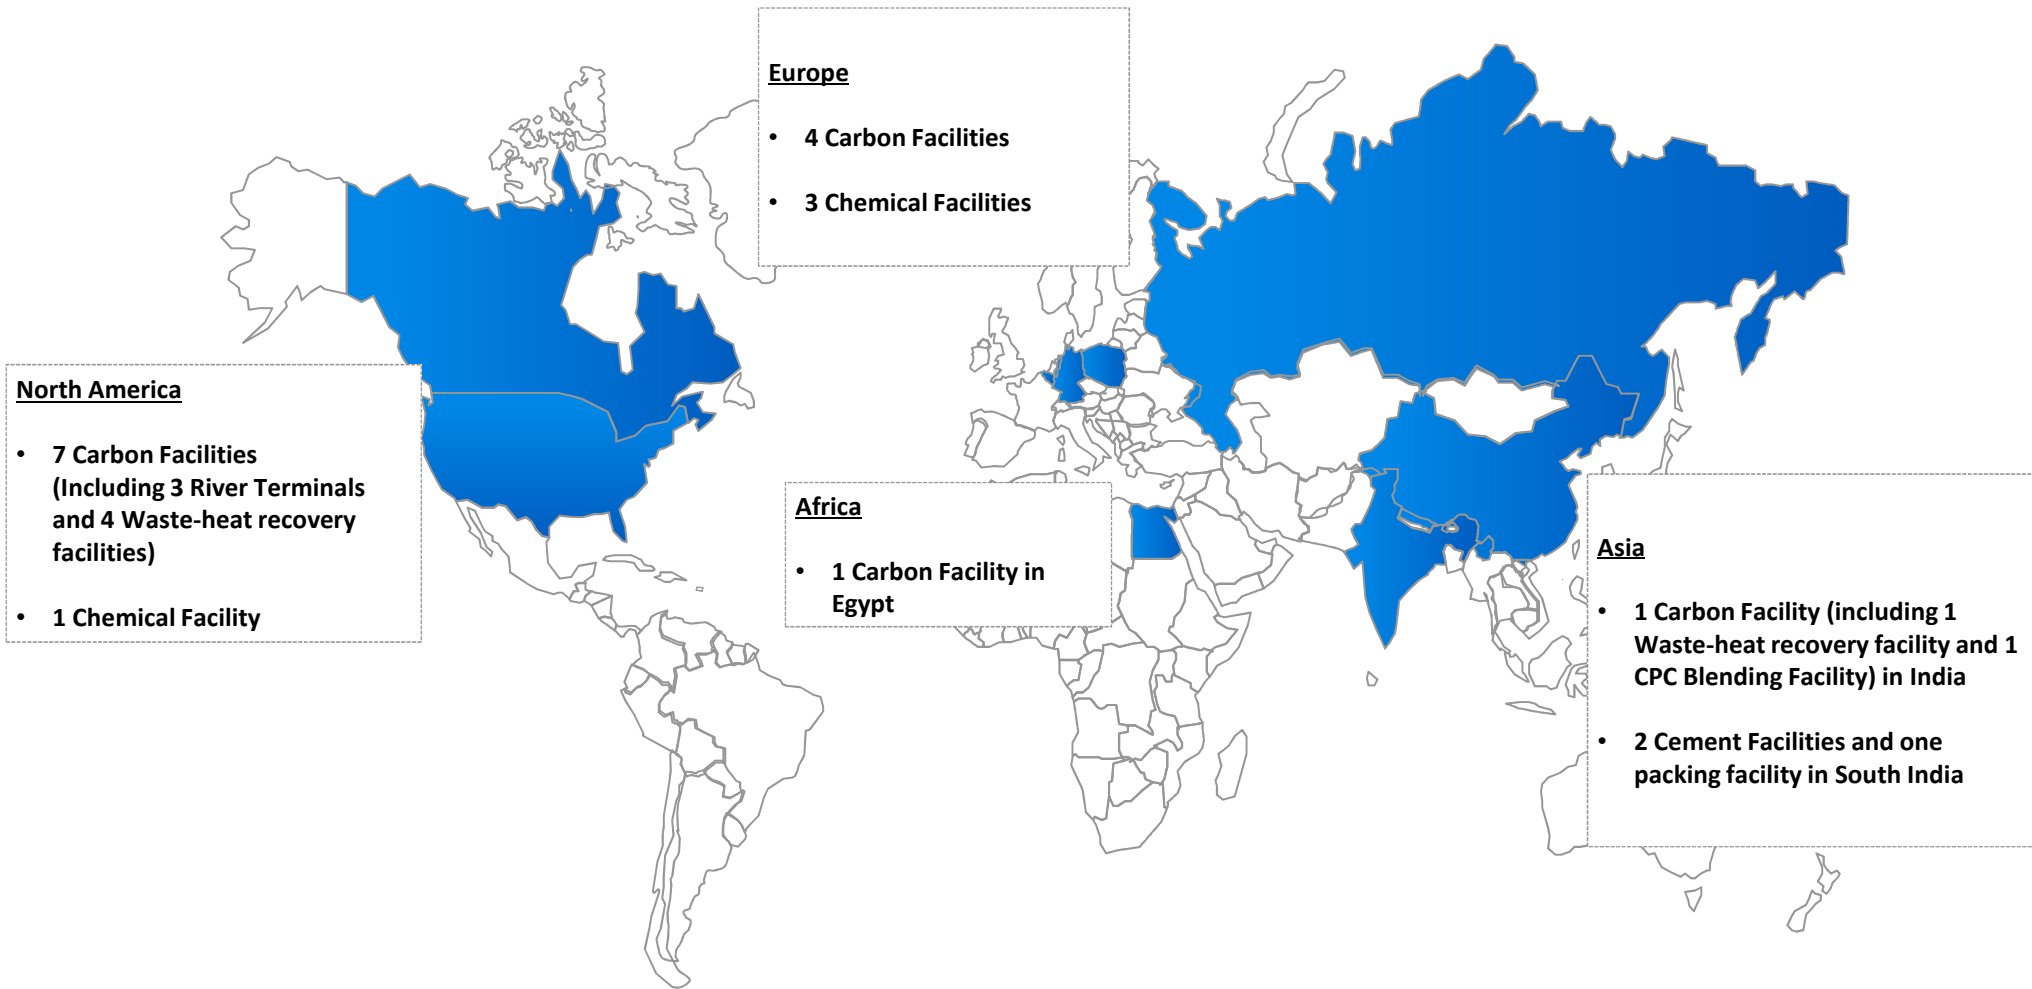 Europe
• 4 Carbon Facilities
• 3 Chemical Facilities
North America
• 7 Carbon Facilities
(Including 3 River Terminals
and 4 Waste-heat recovery
facilities)
• 1 Chemical Facility
Africa
• 1 Carbon Facility in
Egypt
Asia
• 1 Carbon Facility (including 1
Waste-heat recovery facility and 1
CPC Blending Facility) in India
• 2 Cement Facilities and one
packing facility in South India